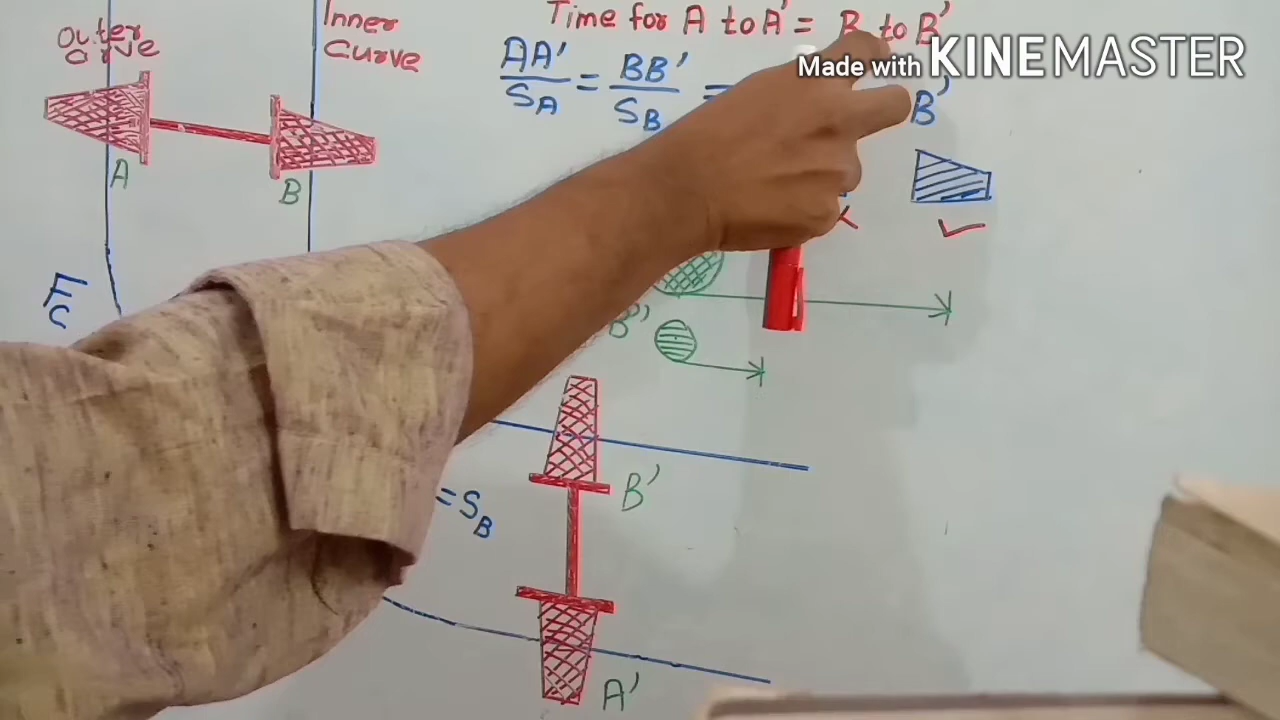 Outer
Curve
Inner
Curve
Time for A to A' = B to B'
Made with KINEMASTER
AA'/SA = BB'/SB =
B'
A
B
Fc
B"
= SB
B'
A'